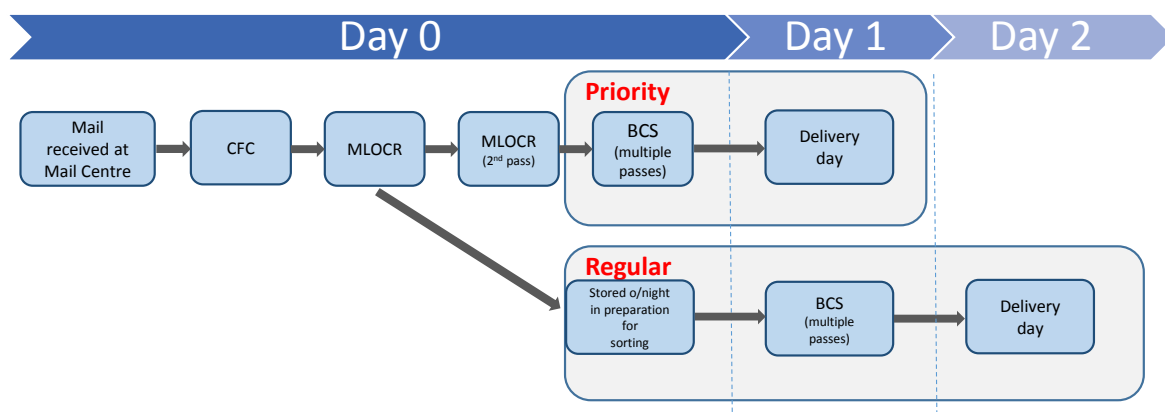 Day 0
Day 1
Day 2
Priority
Mail
received at
Mail Centre
CFC
MLOCR
MLOCR
(2nd pass)
BCS
(multiple
passes)
Delivery
day
Regular
Stored o/night
in preparation
for
sorting
BCS
(multiple
passes)
Delivery
day